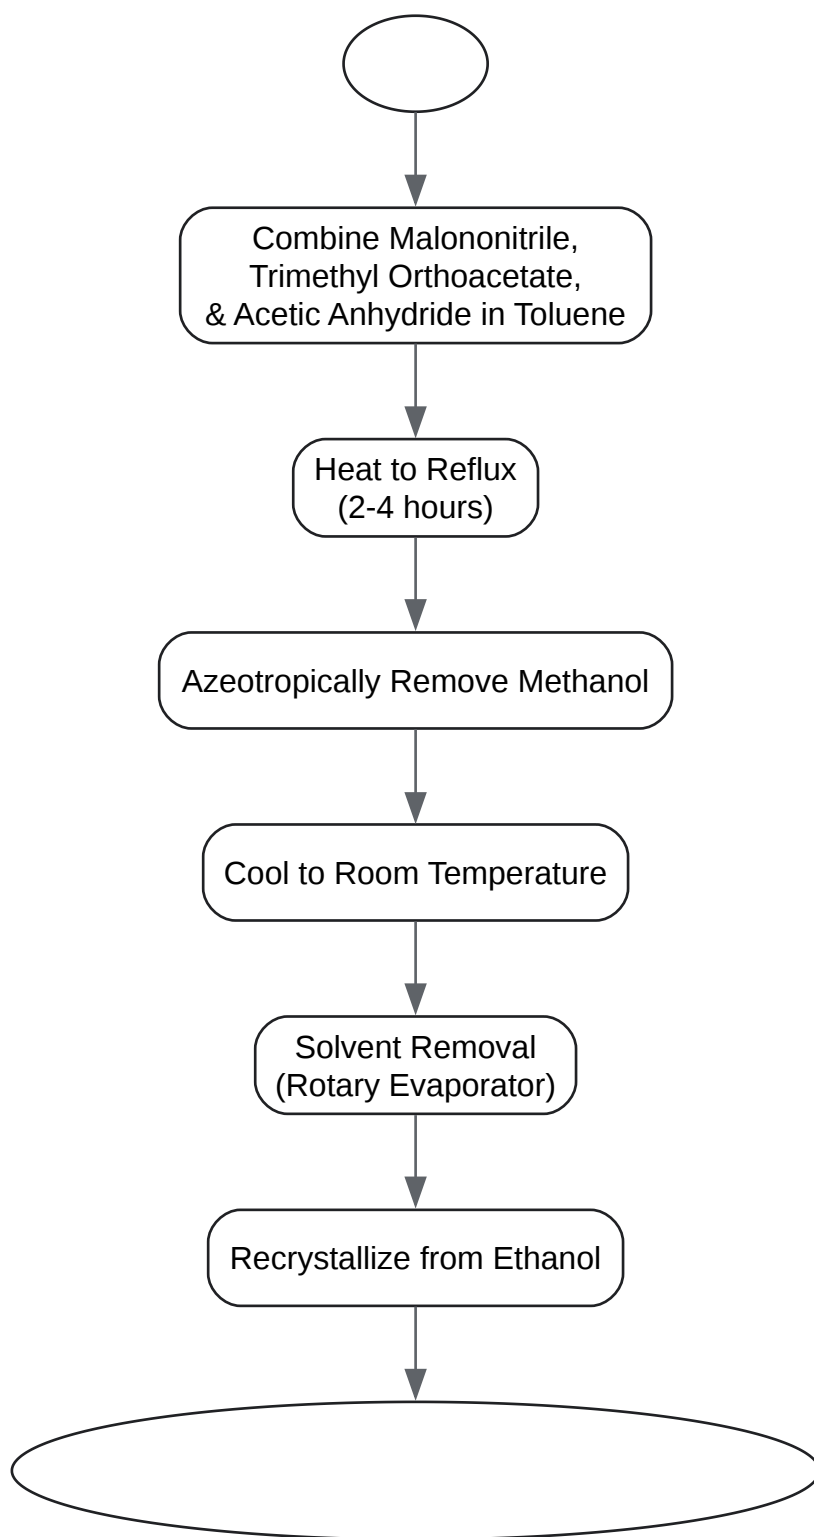 Combine Malononitrile,
Trimethyl Orthoacetate,
& Acetic Anhydride in Toluene
Heat to Reflux
(2-4 hours)
Azeotropically Remove Methanol
Cool to Room Temperature
Solvent Removal
(Rotary Evaporator)
Recrystallize from Ethanol